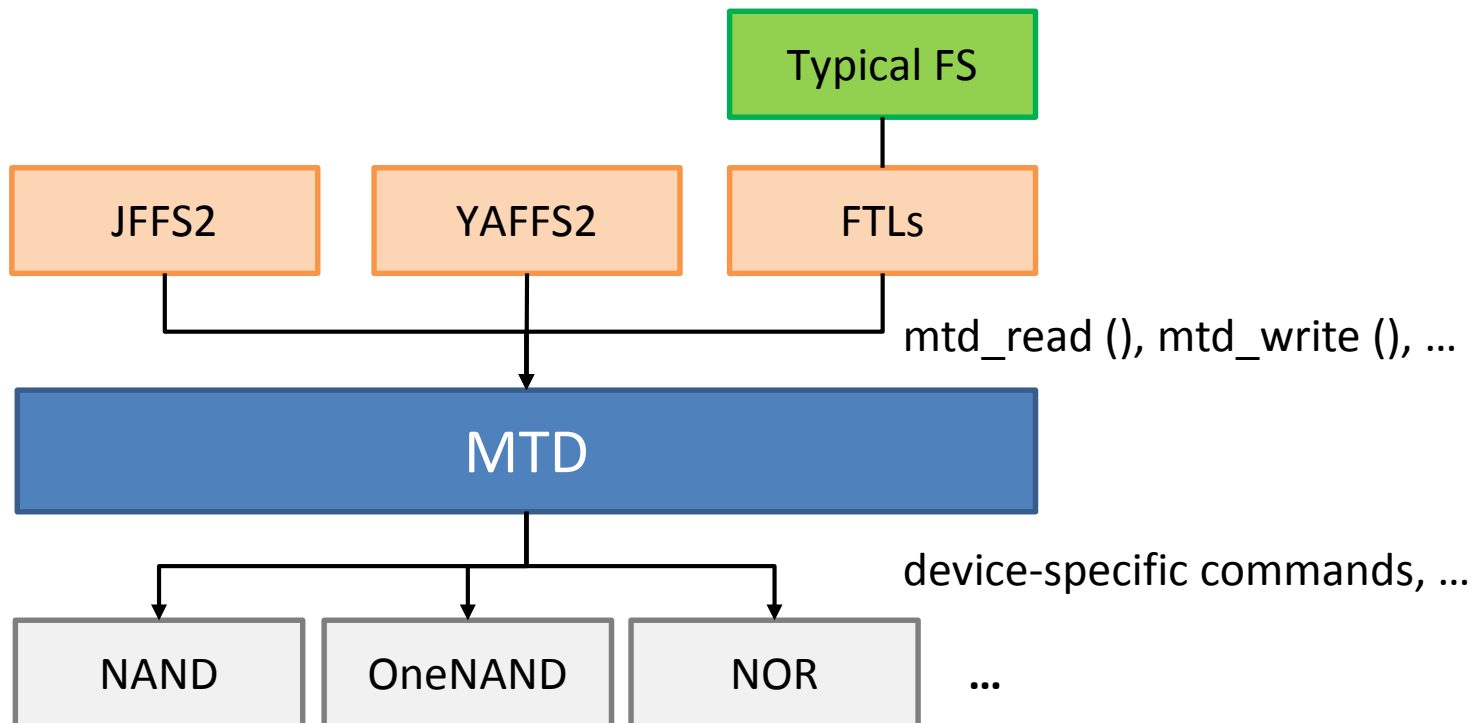 Typical FS
JFFS2
YAFFS2
FTLs
mtd_read (), mtd_write (), …
MTD
device-specific commands, …
NAND
OneNAND
NOR
…